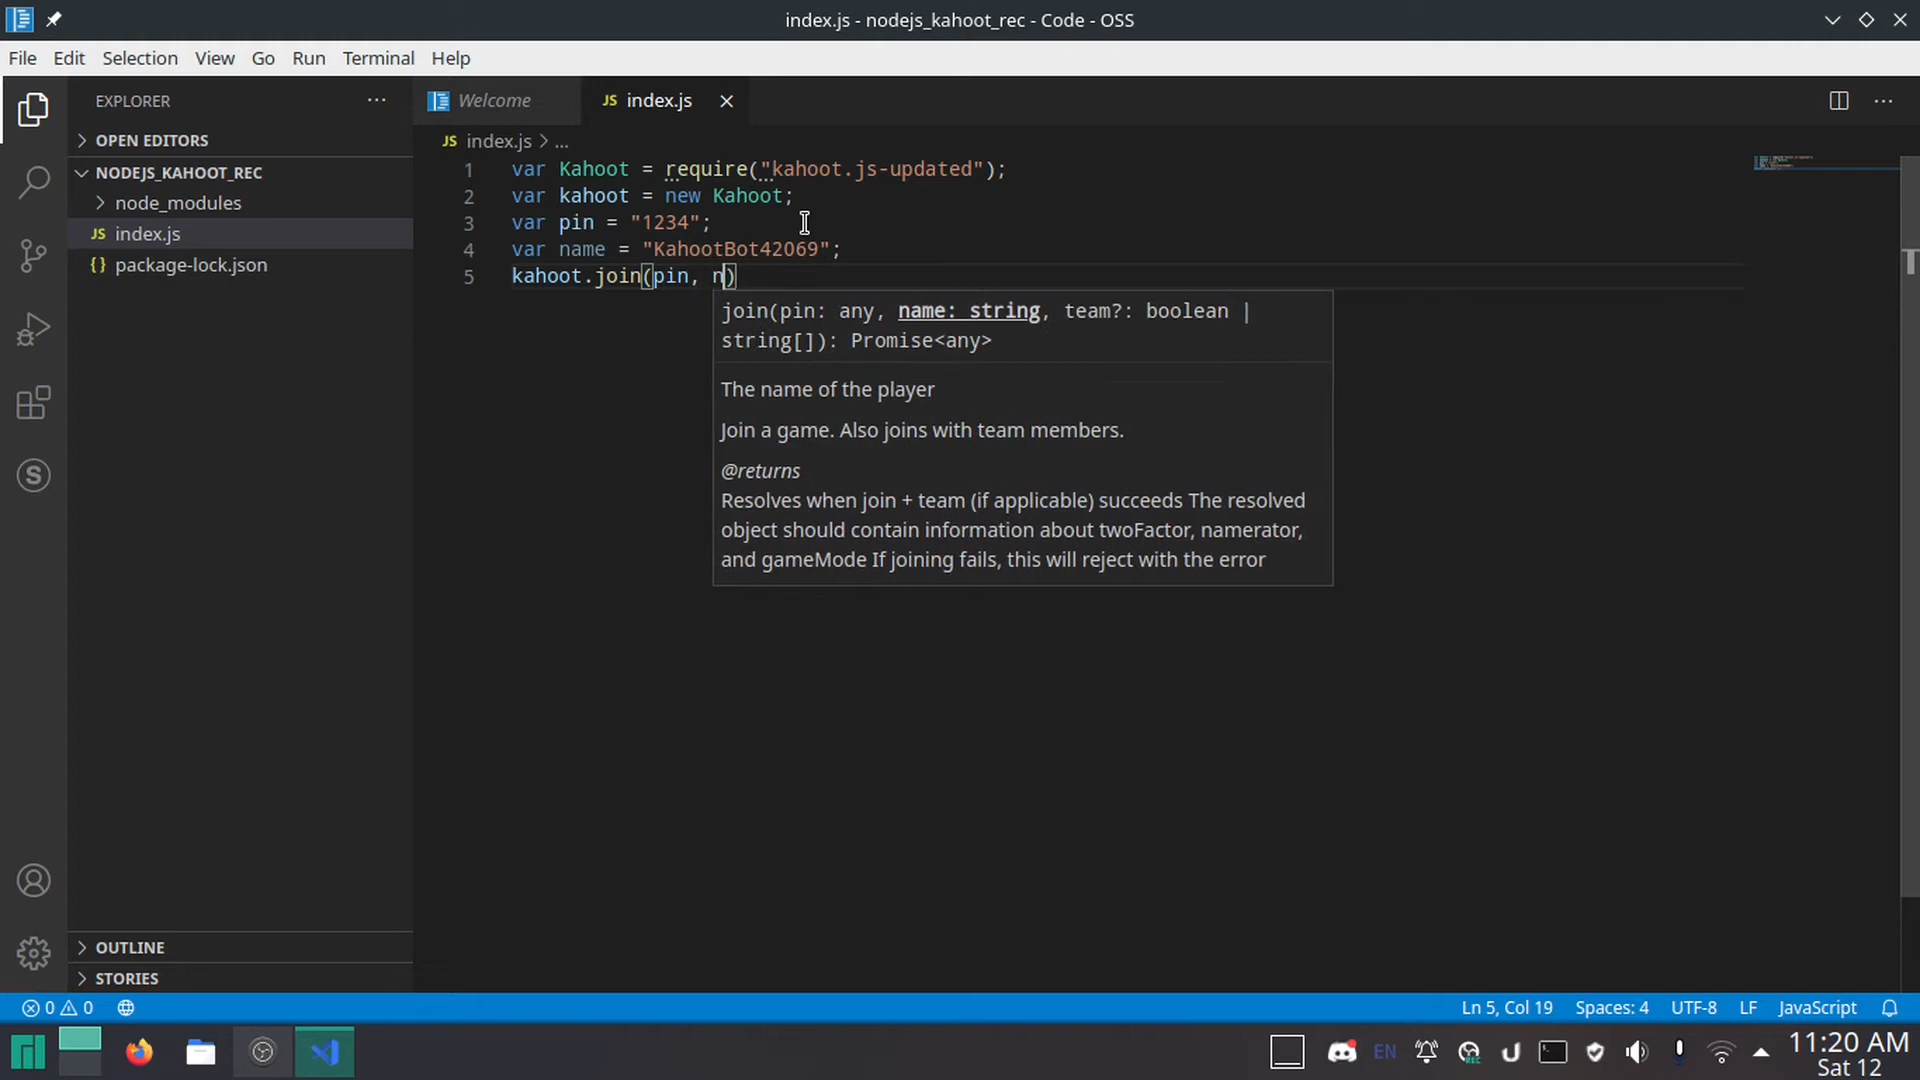 index.js - nodejs_kahoot_rec - Code - OSS
File Edit Selection View Go Run Terminal Help
EXPLORER
OPEN EDITORS
NODEJS_KAHOOT_REC
node_modules
JS index.js
{} package-lock.json
OUTLINE
STORIES
Welcome
JS index.js
JS index.js > ...
1 var Kahoot = require("kahoot.js-updated");
2 var kahoot = new Kahoot;
3 var pin = "1234";
4 var name = "KahootBot42069";
5 kahoot.join(pin, n)
join(pin: any, name: string, team?: boolean |
string[]): Promise<any>
The name of the player
Join a game. Also joins with team members.
@returns
Resolves when join + team (if applicable) succeeds The resolved
object should contain information about twoFactor, namerator,
and gameMode If joining fails, this will reject with the error
0 0
Ln 5, Col 19 Spaces: 4 UTF-8 LF JavaScript
EN
REC
11:20 AM
Sat 12